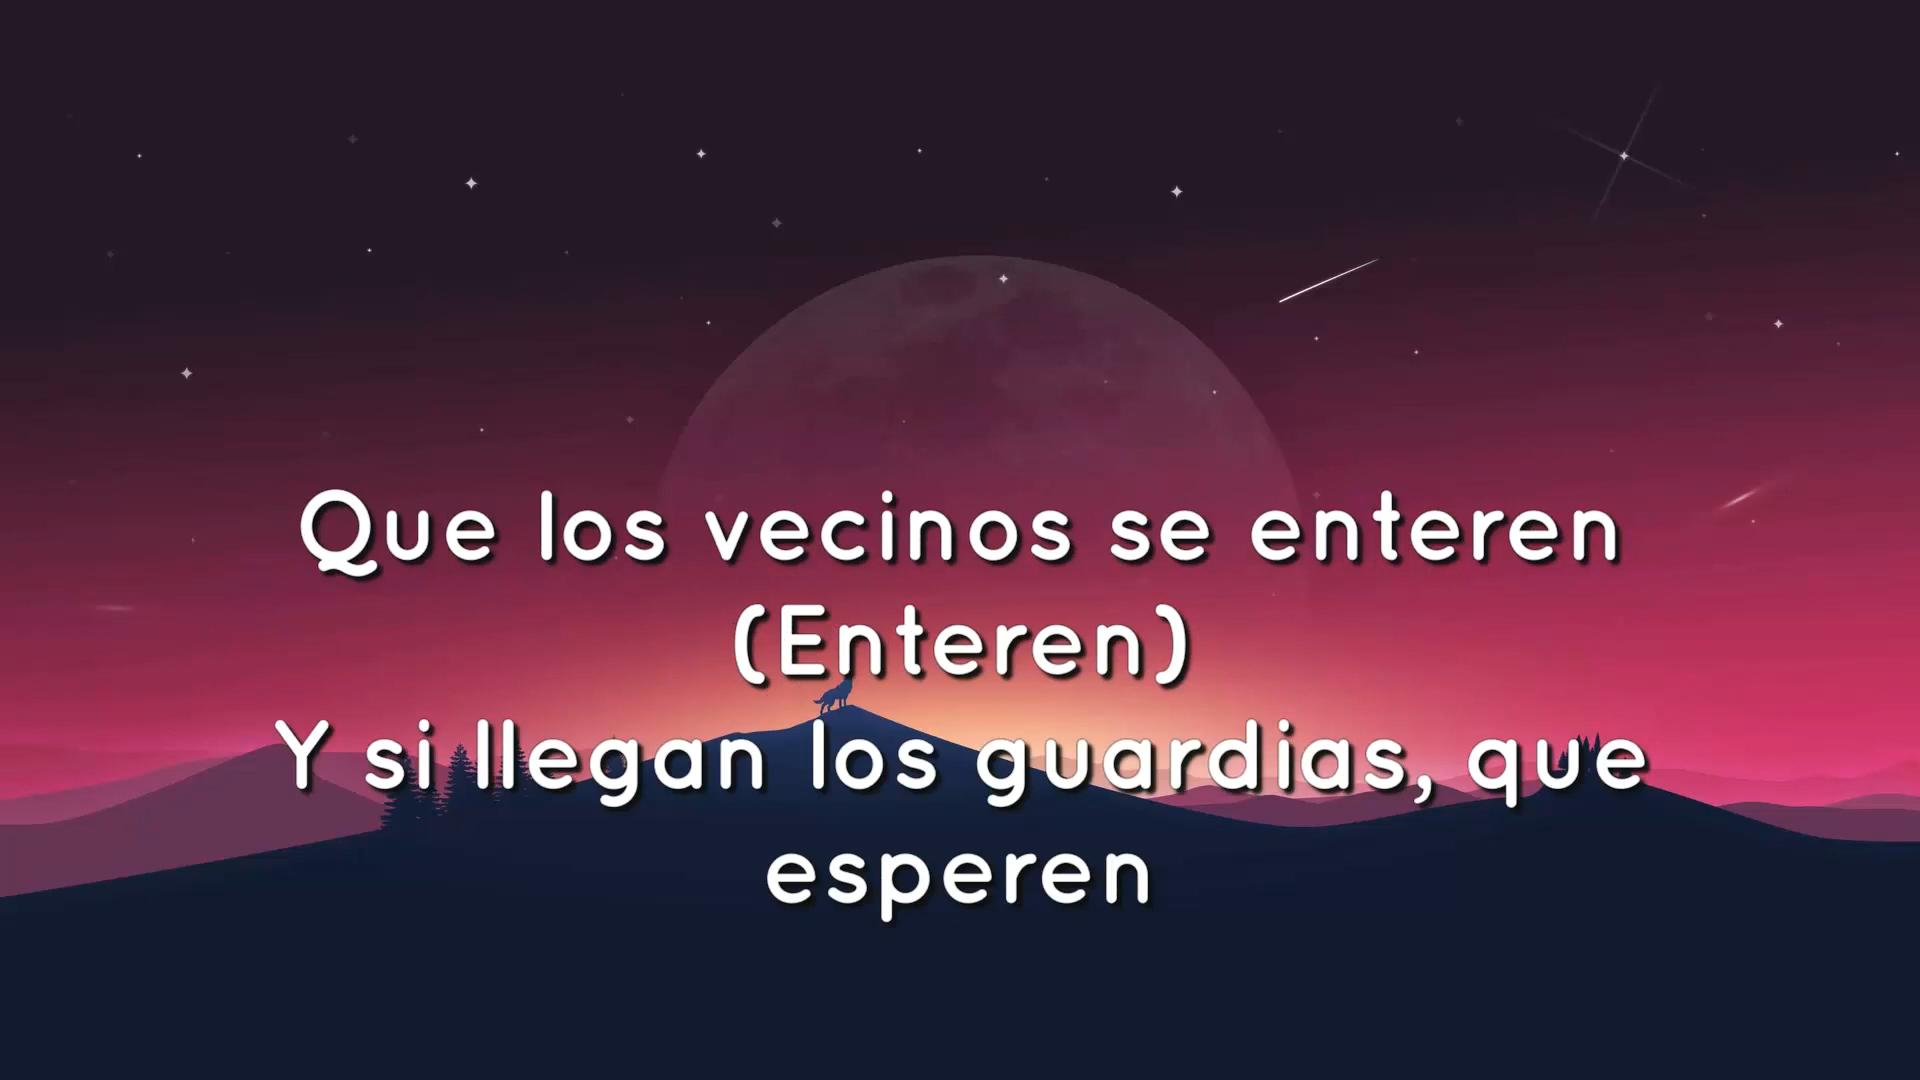 Que los vecinos se enteren
(Enteren)
Y si llegan los guardias, que
esperen